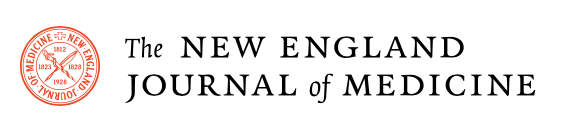 The NEW ENGLAND
JOURNAL of MEDICINE
NEW·ENGLAND JOURNAL OF MEDICINE
1812
1823 1828
1928